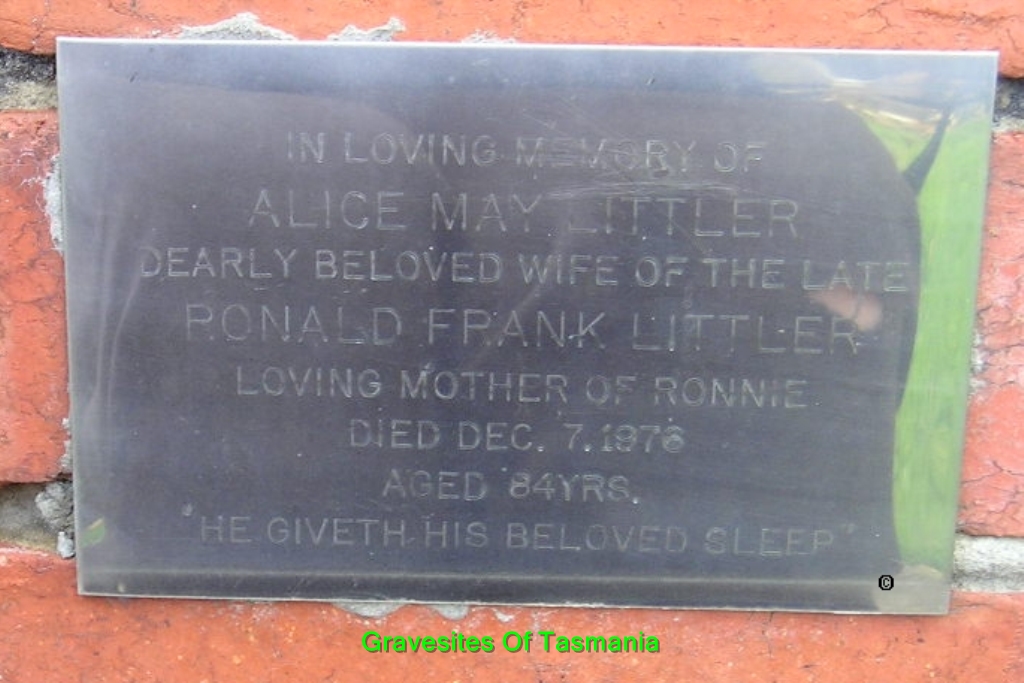 IN LOVING MEMORY OF
ALICE MAY LITTLER
DEARLY BELOVED WIFE OF THE LATE
RONALD FRANK LITTLER
LOVING MOTHER OF RONNIE
DIED DEC. 7. 1976
AGED 84YRS.
"HE GIVETH HIS BELOVED SLEEP"
©
Gravesites Of Tasmania